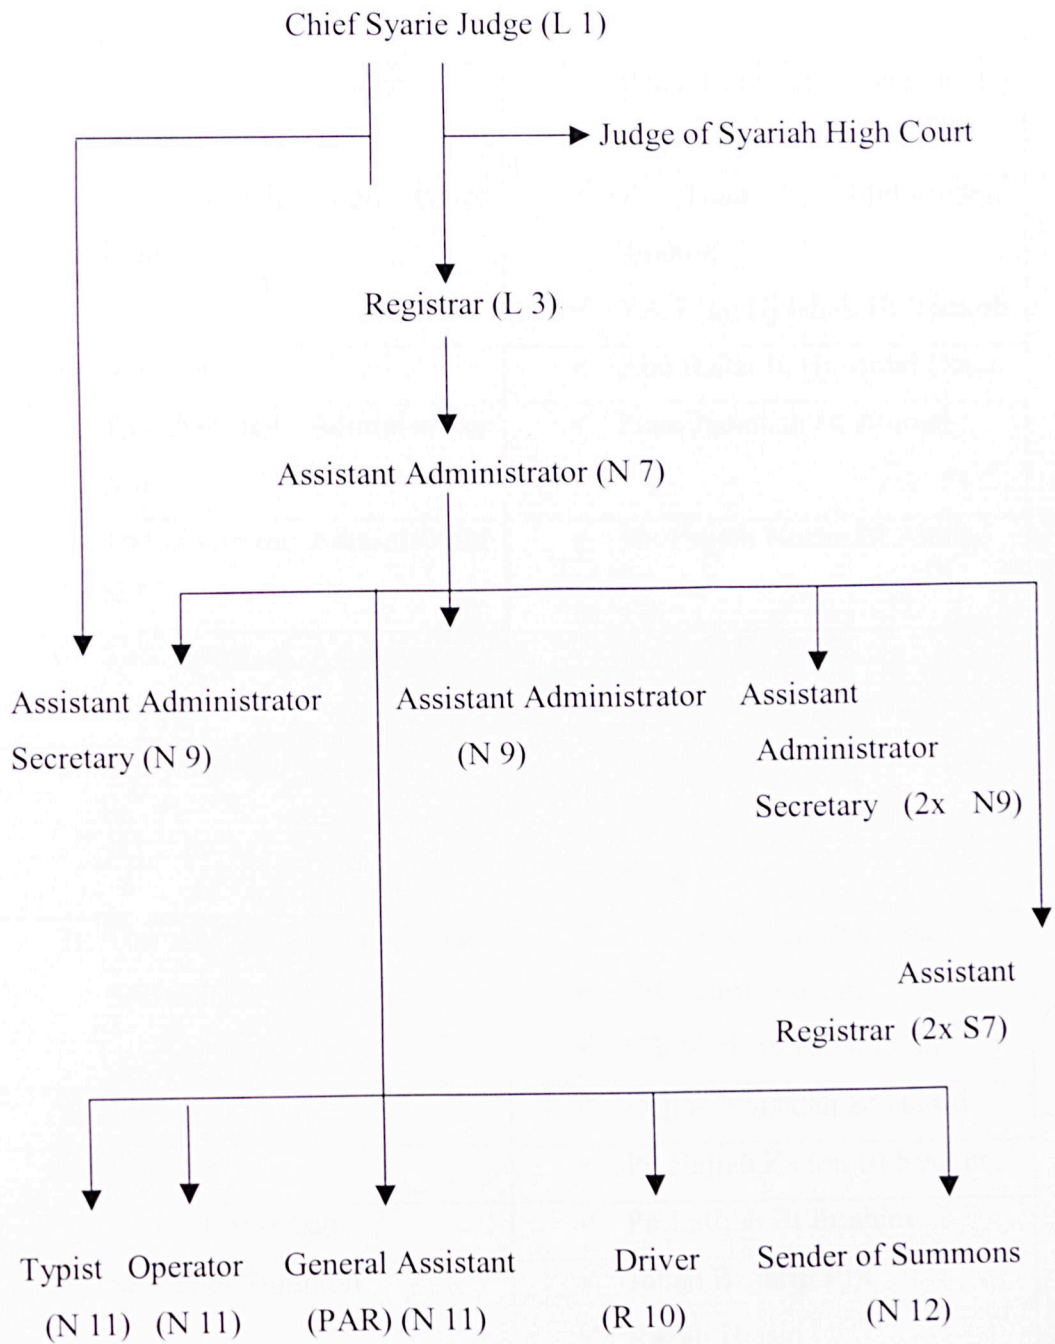 Chief Syarie Judge (L 1)
Judge of Syariah High Court
Registrar (L 3)
Assistant Administrator (N 7)
Assistant Administrator
Secretary (N 9)
Assistant Administrator
(N 9)
Assistant
Administrator
Secretary (2x N9)
Assistant
Registrar (2x S7)
Typist
(N 11)
Operator
(N 11)
General Assistant
(PAR) (N 11)
Driver
(R 10)
Sender of Summons
(N 12)